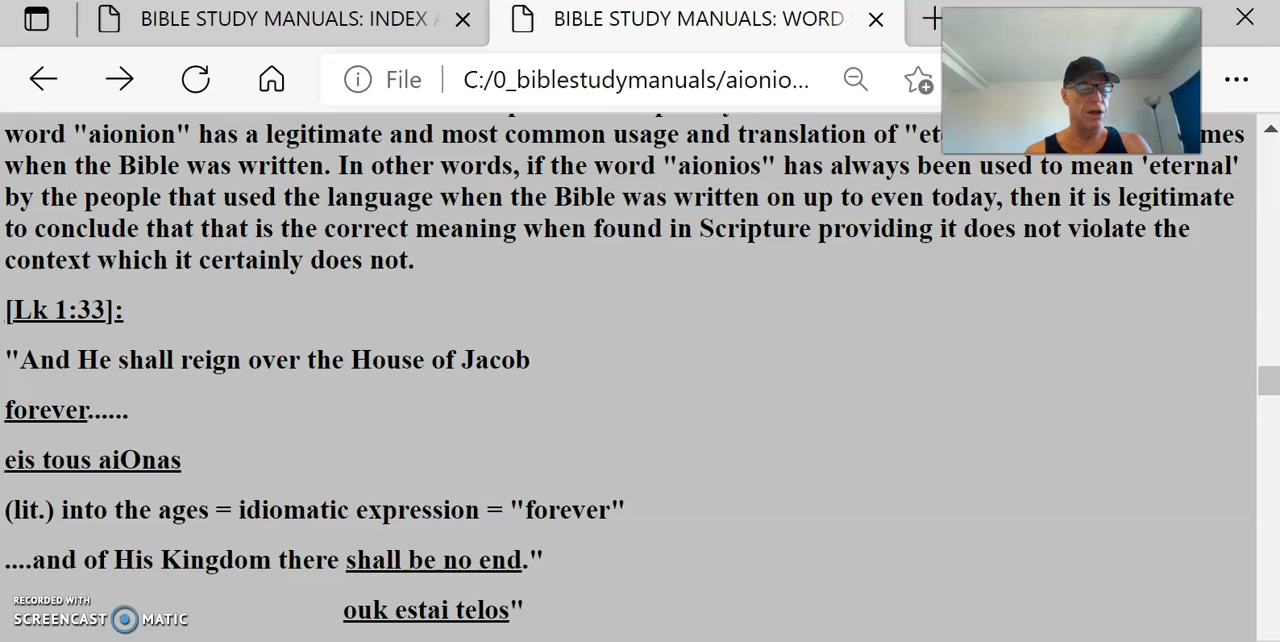 BIBLE STUDY MANUALS: INDEX
BIBLE STUDY MANUALS: WORD
File
C:/0_biblestudymanuals/aionio...
word "aionion" has a legitimate and most common usage and translation of
when the Bible was written. In other words, if the word "aionios" has always been used to mean 'eternal'
by the people that used the language when the Bible was written on up to even today, then it is legitimate
to conclude that that is the correct meaning when found in Scripture providing it does not violate the
context which it certainly does not.
[Lk 1:33]:
"And He shall reign over the House of Jacob
forever......
eis tous aiOnas
(lit.) into the ages = idiomatic expression = "forever"
....and of His Kingdom there shall be no end."
ouk estai telos"
RECORDED WITH
SCREENCAST MATIC